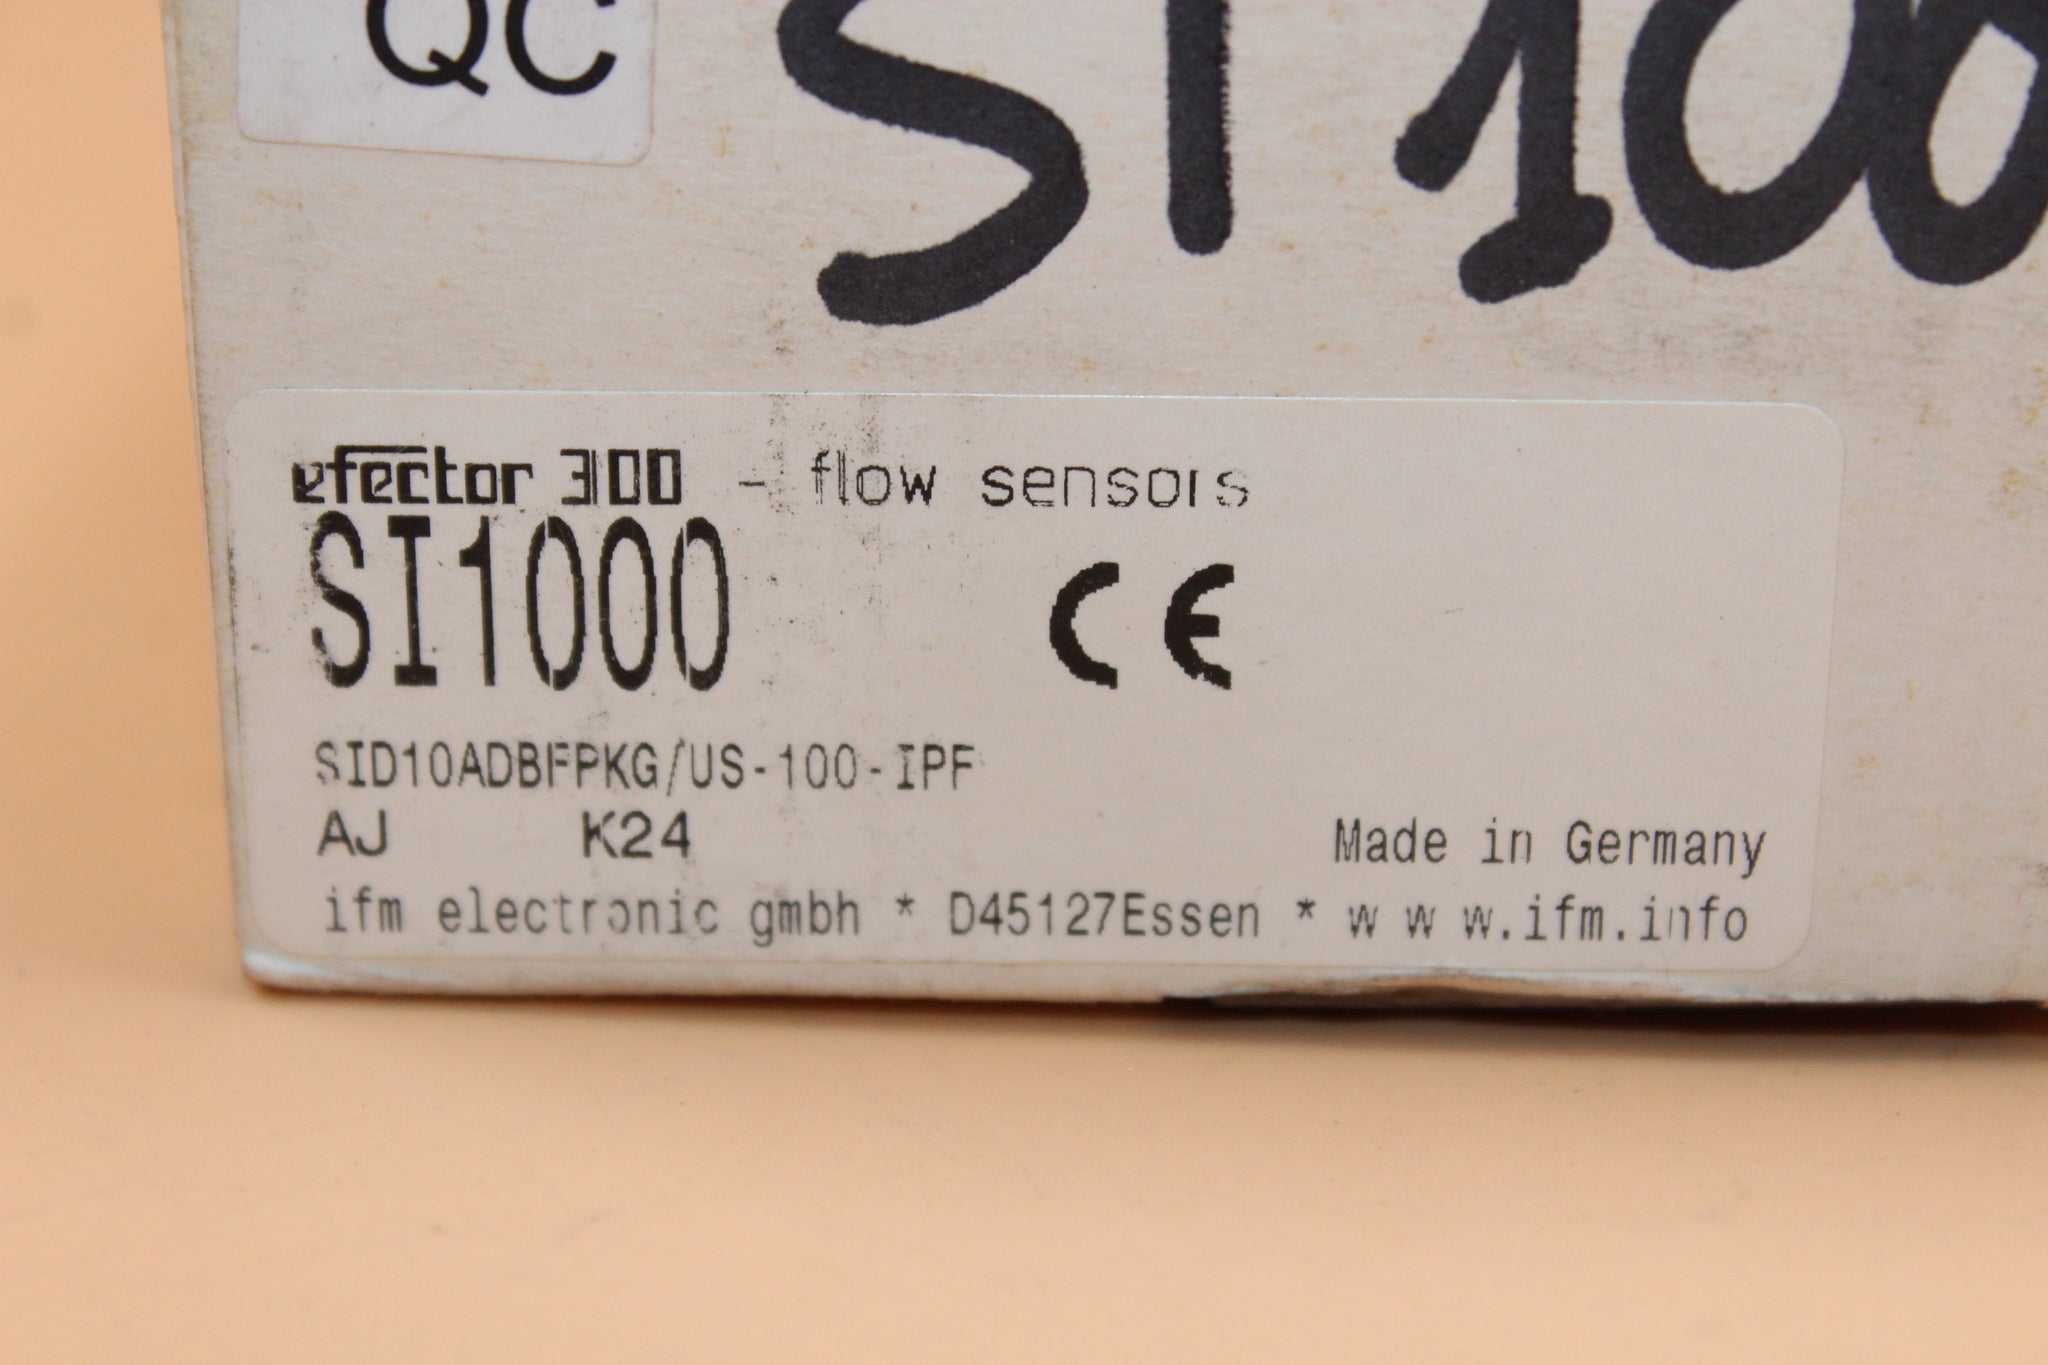 QC
SI 100
efector 300 - flow sensors
SI1000
CE
SID10ADBFPKG/US-100-IPF
AJ K24
Made in Germany
ifm electronic gmbh * D45127Essen * w w w.ifm.info